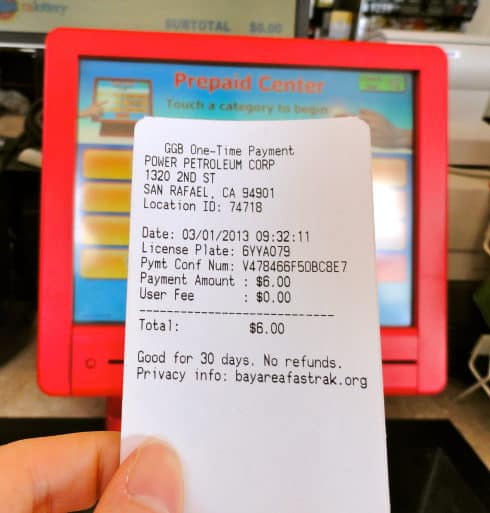 calottery
SUBTOTAL $0.00
Prepaid Center
Touch a category to begin
GGB One-Time Payment
POWER PETROLEUM CORP
1320 2ND ST
SAN RAFAEL, CA 94901
Location ID: 74718
Date: 03/01/2013 09:32:11
License Plate: 6YYA079
Pymt Conf Num: V478466F5DBC8E7
Payment Amount : $6.00
User Fee : $0.00
----------------------------
Total: $6.00
Good for 30 days. No refunds.
Privacy info: bayareafastrak.org